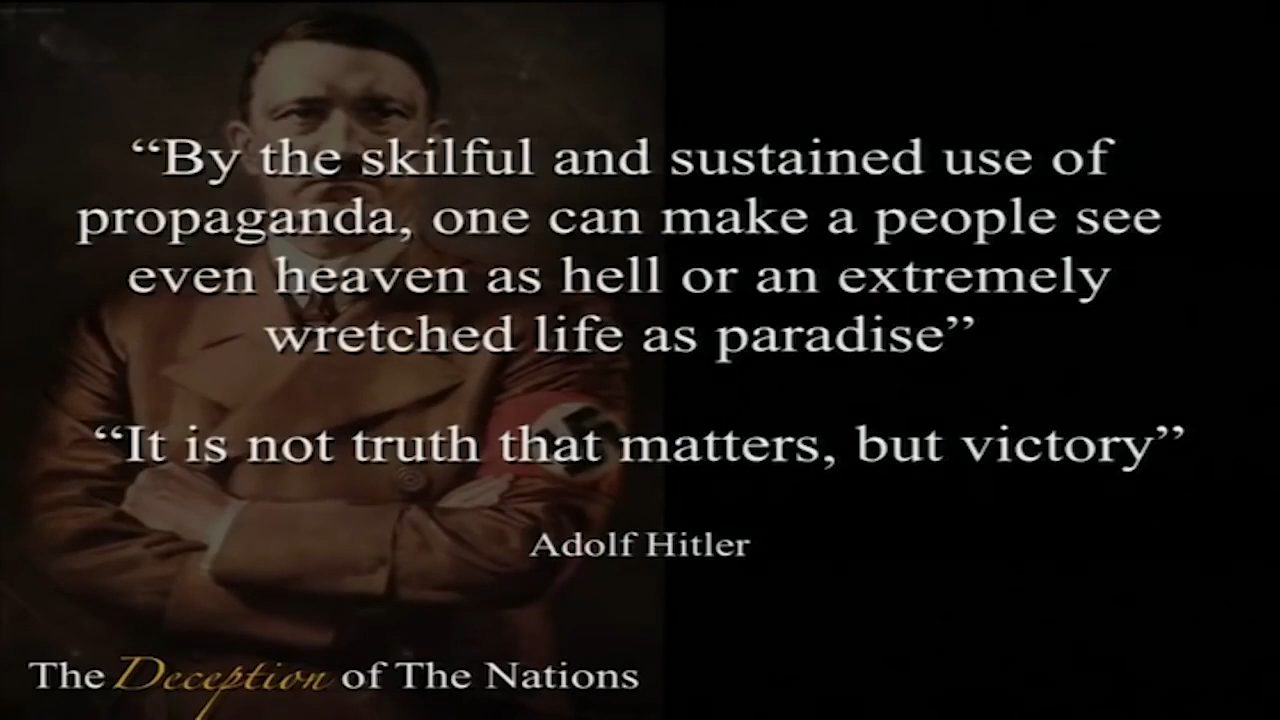 “By the skilful and sustained use of
propaganda, one can make a people see
even heaven as hell or an extremely
wretched life as paradise”
“It is not truth that matters, but victory”
Adolf Hitler
The Deception of The Nations